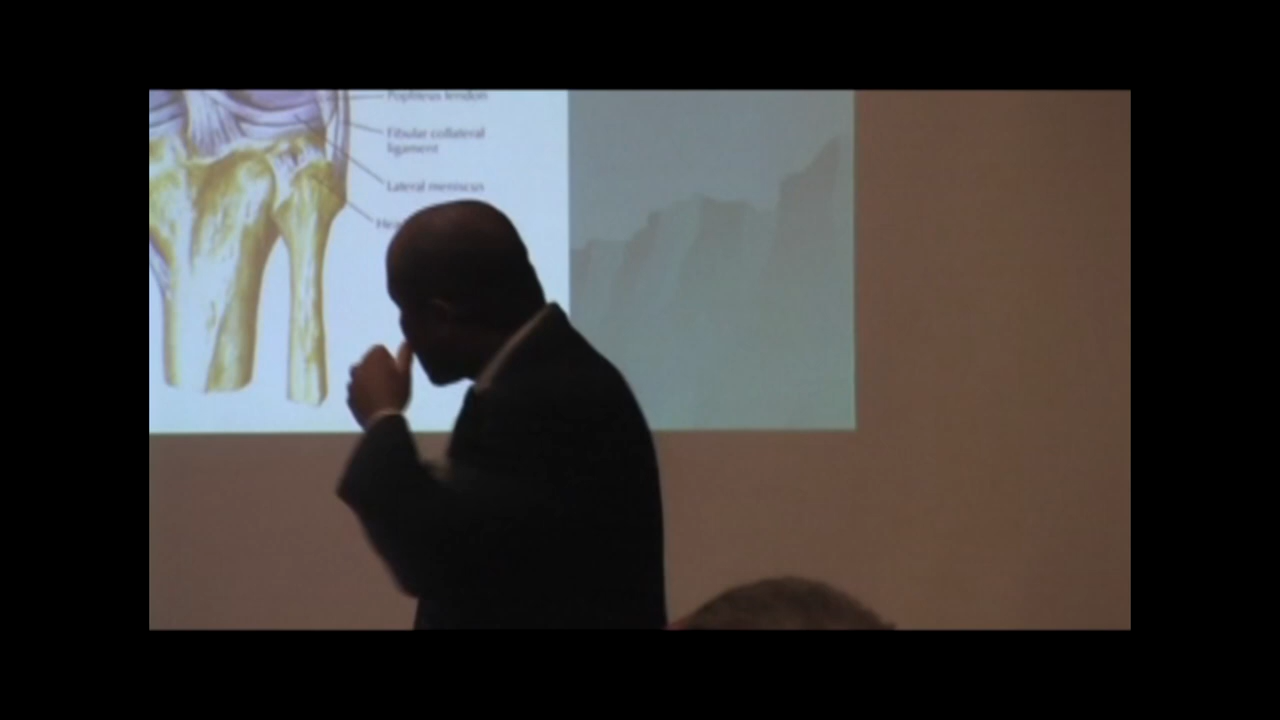 Popliteus tendon
Fibular collateral
ligament
Lateral meniscus